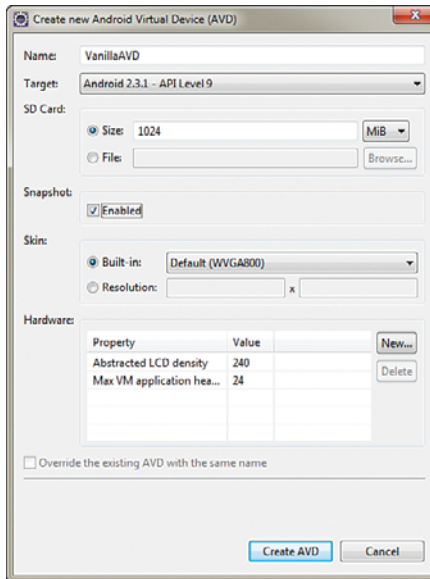 Create new Android Virtual Device (AVD)
x
Name: VanillaAVD
Target: Android 2.3.1 - API Level 9
SD Card:
Size: 1024 MiB
File: Browse...
Snapshot:
Enabled
Skin:
Built-in: Default (WVGA800)
Resolution: x
Hardware:
Property Value New...
Abstracted LCD density 240 Delete
Max VM application hea... 24
Override the existing AVD with the same name
Create AVD Cancel